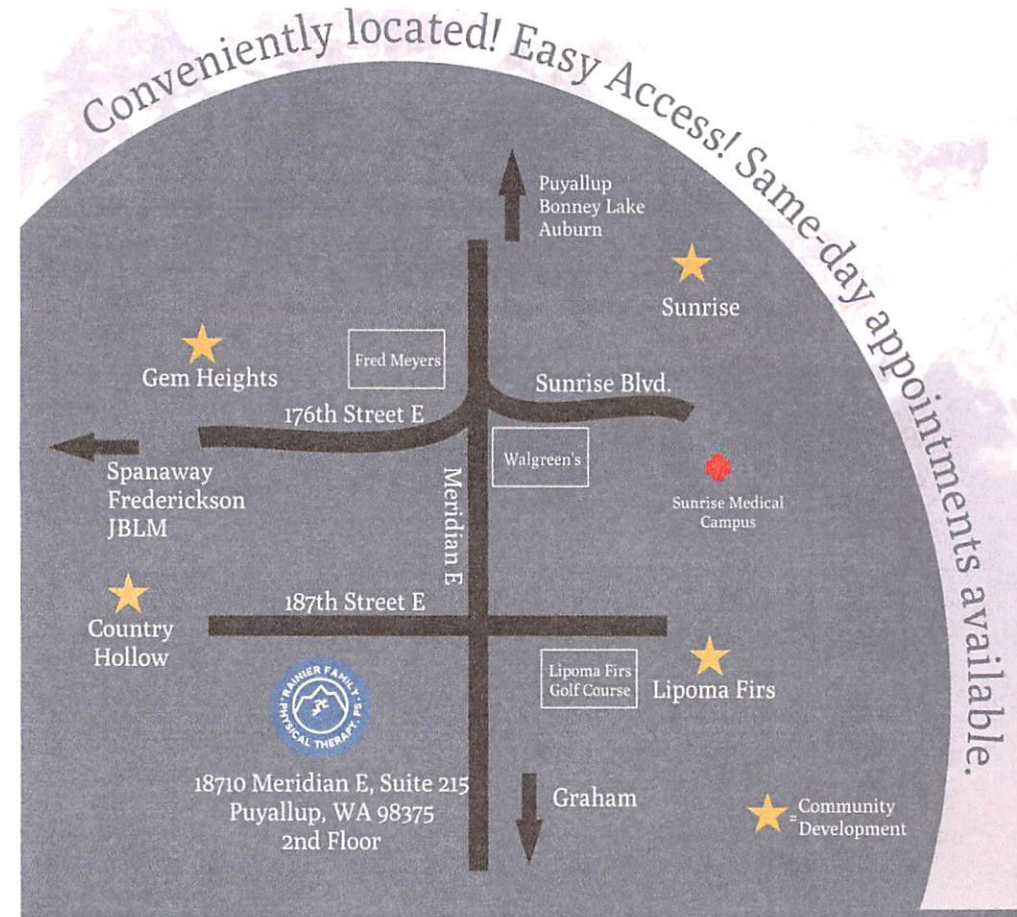 Conveniently located! Easy Access! Same-day appointments available.
Puyallup
Bonney Lake
Auburn
Sunrise
Gem Heights
Fred Meyers
Sunrise Blvd.
176th Street E
Walgreen's
Spanaway
Frederickson
JBLM
Meridian E
Sunrise Medical
Campus
187th Street E
Country
Hollow
Lipoma Firs
Golf Course
Lipoma Firs
RAINIER FAMILY
PHYSICAL THERAPY, PS
18710 Meridian E, Suite 215
Puyallup, WA 98375
2nd Floor
Graham
= Community
Development